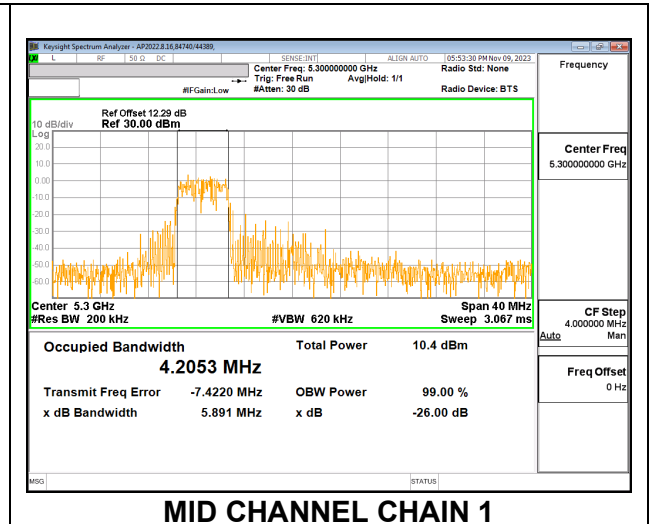 Keysight Spectrum Analyzer - AP2022.8.16,84740/44389,
L RF 50 Ω DC SENSE:INT ALIGN AUTO 05:53:30 PM Nov 09, 2023
Center Freq: 5.300000000 GHz Radio Std: None
Trig: Free Run Avg|Hold: 1/1
#IFGain:Low #Atten: 30 dB Radio Device: BTS
Frequency
Ref Offset 12.29 dB
10 dB/div Ref 30.00 dBm
Log
20.0
10.0
0.00
-10.0
-20.0
-30.0
-40.0
-50.0
-60.0
Center 5.3 GHz Span 40 MHz
#Res BW 200 kHz #VBW 620 kHz Sweep 3.067 ms
Occupied Bandwidth Total Power 10.4 dBm
4.2053 MHz
Transmit Freq Error -7.4220 MHz OBW Power 99.00 %
x dB Bandwidth 5.891 MHz x dB -26.00 dB
Center Freq
5.300000000 GHz
CF Step
4.000000 MHz
Auto Man
Freq Offset
0 Hz
MSG STATUS
MID CHANNEL CHAIN 1